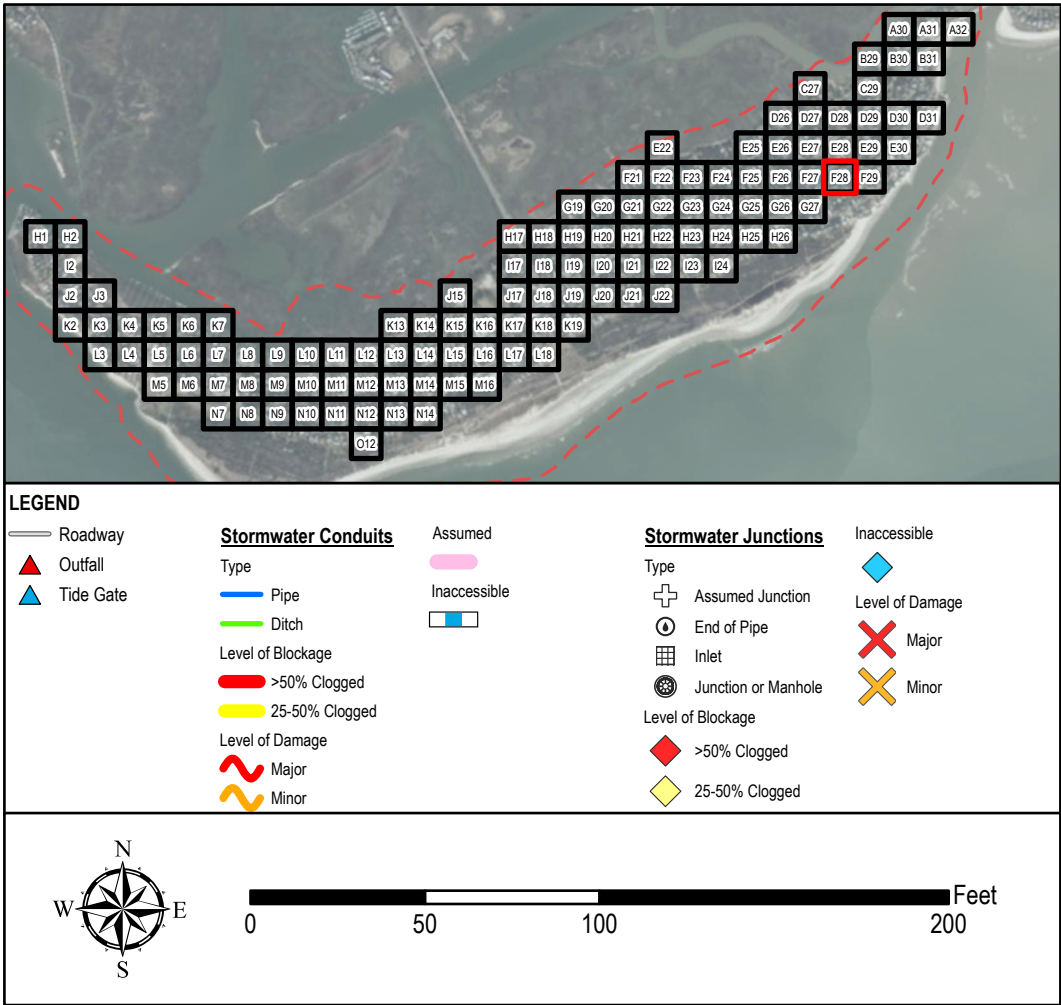 A30 A31 A32
B29 B30 B31
C27 C29
D26 D27 D28 D29 D30 D31
E22 E25 E26 E27 E28 E29 E30
F21 F22 F23 F24 F25 F26 F27 F28 F29
G19 G20 G21 G22 G23 G24 G25 G26 G27
H1 H2 H17 H18 H19 H20 H21 H22 H23 H24 H25 H26
I2 I17 I18 I19 I20 I21 I22 I23 I24
J2 J3 J15 J17 J18 J19 J20 J21 J22
K2 K3 K4 K5 K6 K7 K13 K14 K15 K16 K17 K18 K19
L3 L4 L5 L6 L7 L8 L9 L10 L11 L12 L13 L14 L15 L16 L17 L18
M5 M6 M7 M8 M9 M10 M11 M12 M13 M14 M15 M16
N7 N8 N9 N10 N11 N12 N13 N14
O12
LEGEND
Roadway
Outfall
Tide Gate
Stormwater Conduits
Type
Pipe
Ditch
Level of Blockage
>50% Clogged
25-50% Clogged
Level of Damage
Major
Minor
Assumed
Inaccessible
Stormwater Junctions
Type
Assumed Junction
End of Pipe
Inlet
Junction or Manhole
Level of Blockage
>50% Clogged
25-50% Clogged
Inaccessible
Level of Damage
Major
Minor
N
W E
S
Feet
0 50 100 200